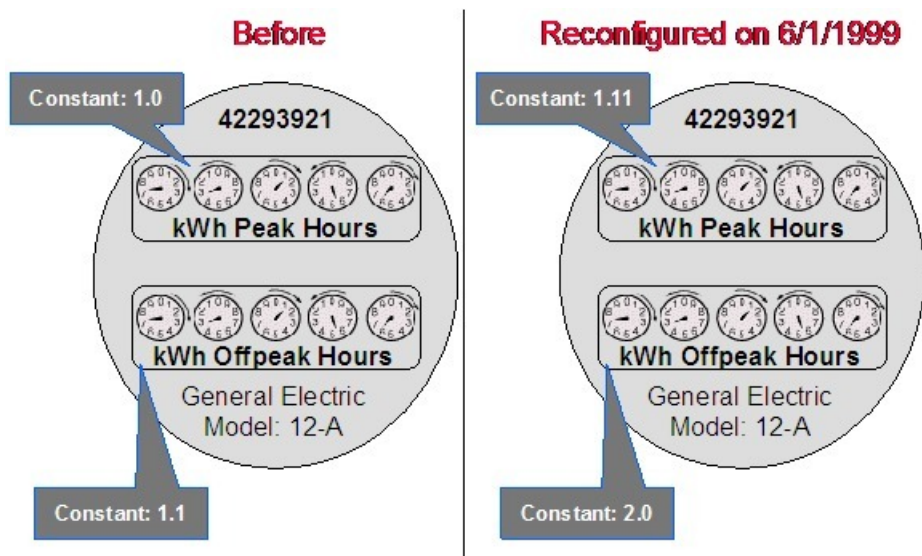 Before
Constant: 1.0
42293921
kWh Peak Hours
kWh Offpeak Hours
General Electric
Model: 12-A
Constant: 1.1
Reconfigured on 6/1/1999
Constant: 1.11
42293921
kWh Peak Hours
kWh Offpeak Hours
General Electric
Model: 12-A
Constant: 2.0